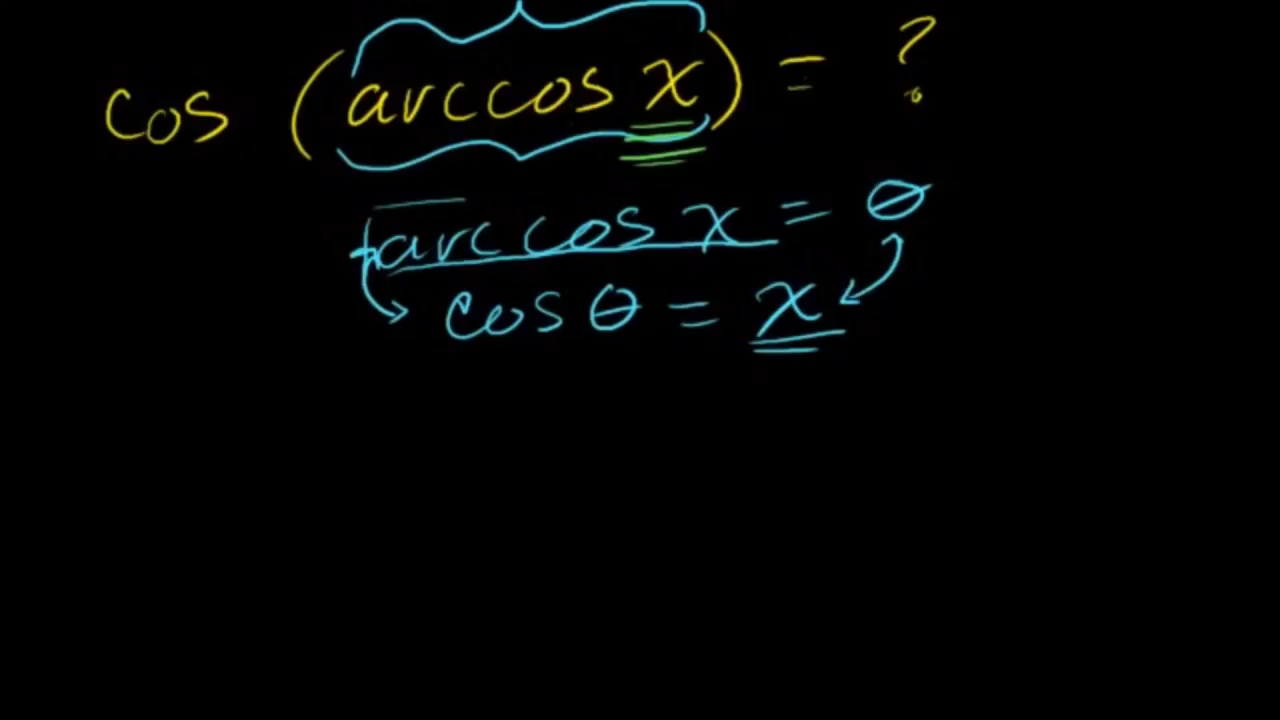 cos (arccos x) = ?
arccos x = θ
cos θ = x